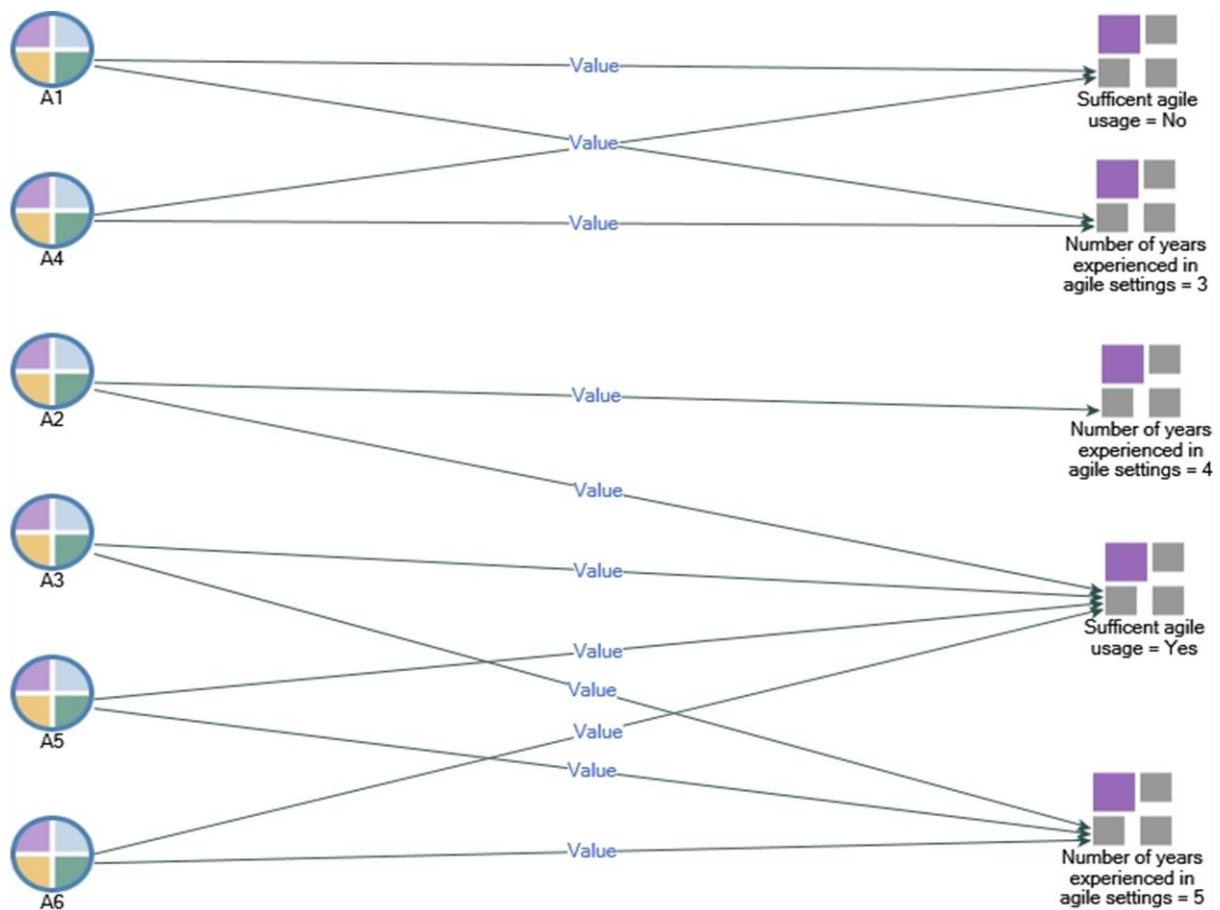 Value
A1
Sufficent agile
usage = No
Value
A4
Value
Number of years
experienced in
agile settings = 3
A2
Value
Number of years
experienced in
agile settings = 4
Value
A3
Value
Sufficent agile
usage = Yes
Value
Value
A5
Value
Value
A6
Value
Number of years
experienced in
agile settings = 5